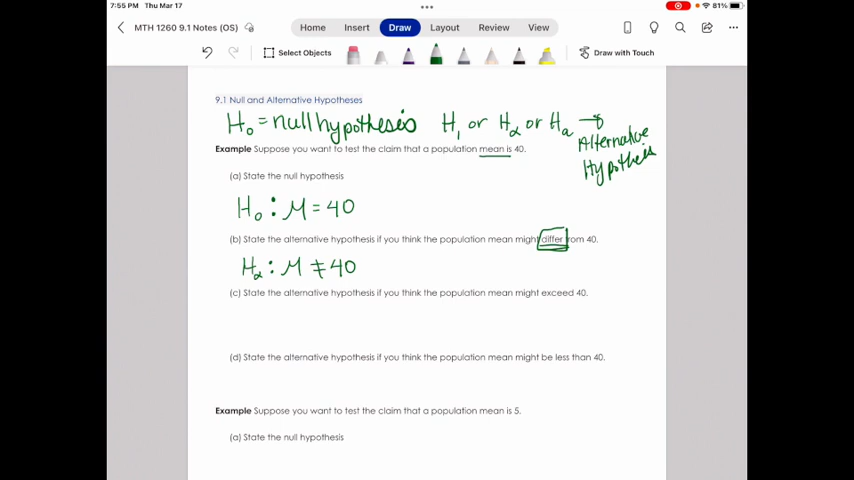 7:55 PM Thu Mar 17
81%
MTH 1260 9.1 Notes (OS)
Home Insert Draw Layout Review View
Select Objects
Draw with Touch
9.1 Null and Alternative Hypotheses
H₀ = null hypothesis H₁ or Hα or Ha → Alternative Hypothesis
Example Suppose you want to test the claim that a population mean is 40.
(a) State the null hypothesis
H₀ : μ = 40
(b) State the alternative hypothesis if you think the population mean might differ from 40.
Hα : μ ≠ 40
(c) State the alternative hypothesis if you think the population mean might exceed 40.
(d) State the alternative hypothesis if you think the population mean might be less than 40.
Example Suppose you want to test the claim that a population mean is 5.
(a) State the null hypothesis